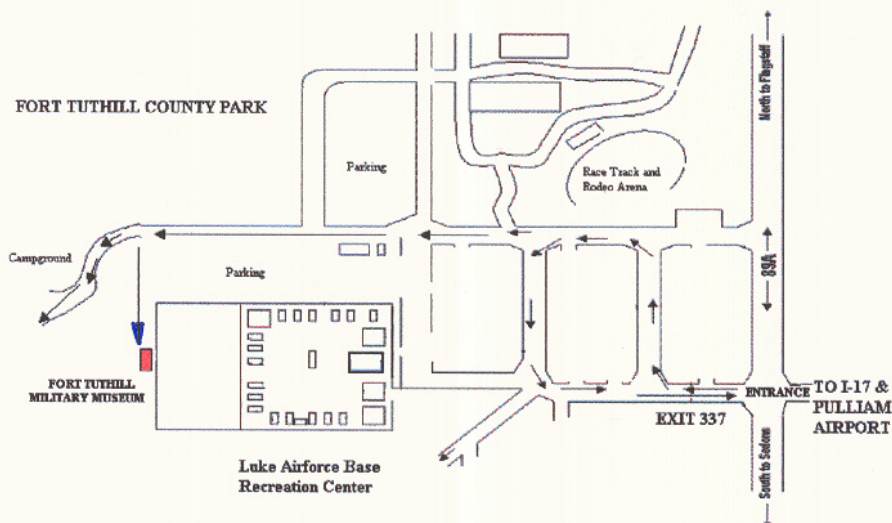 North to Flagstaff
FORT TUTHILL COUNTY PARK
Parking
Race Track and
Rodeo Arena
Campground
Parking
89A
FORT TUTHILL
MILITARY MUSEUM
ENTRANCE
TO I-17 &
PULLIAM
AIRPORT
EXIT 337
Luke Airforce Base
Recreation Center
South to Sedona